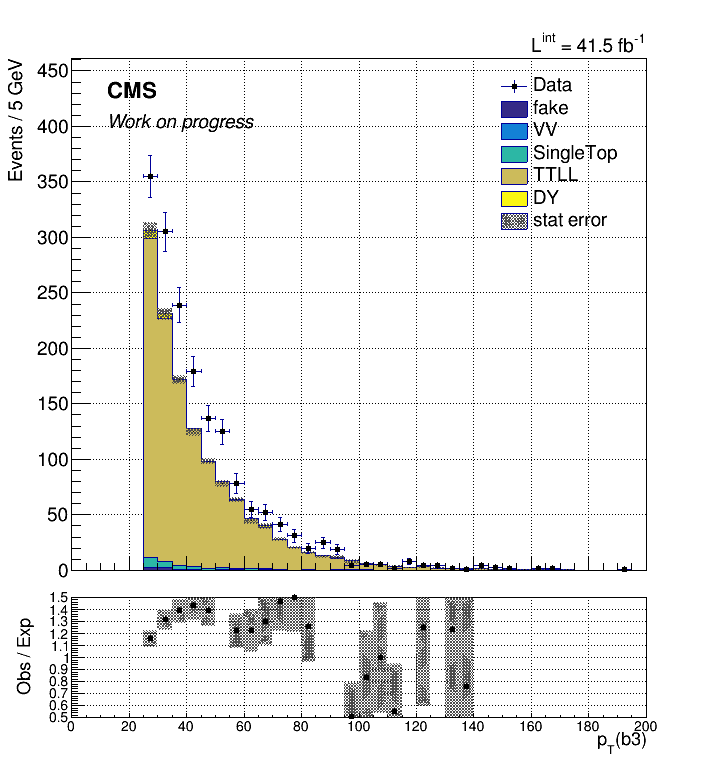 L^int = 41.5 fb^-1
Events / 5 GeV
450
400
350
300
250
200
150
100
50
0
CMS
Work on progress
Data
fake
VV
SingleTop
TTLL
DY
stat error
Obs / Exp
1.5
1.4
1.3
1.2
1.1
1
0.9
0.8
0.7
0.6
0.5
0 20 40 60 80 100 120 140 160 180 200
p_T(b3)